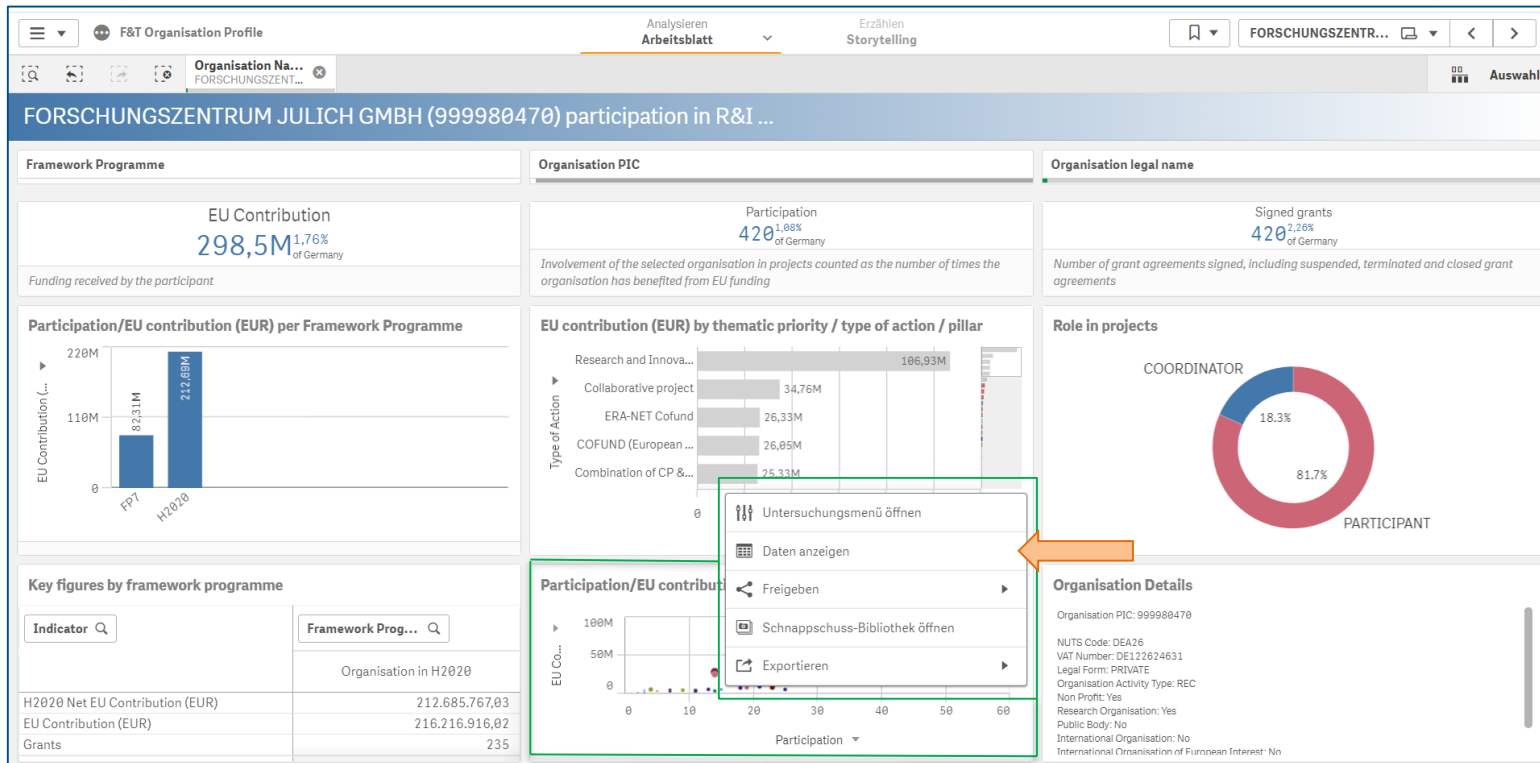 F&T Organisation Profile
Analysieren
Arbeitsblatt
Erzählen
Storytelling
FORSCHUNGSZENTR...
Organisation Na...
FORSCHUNGSZENT...
Auswahl
FORSCHUNGSZENTRUM JULICH GMBH (999980470) participation in R&I ...
Framework Programme
Organisation PIC
Organisation legal name
EU Contribution
298,5M 1,76%
of Germany
Funding received by the participant
Participation
420 1,08%
of Germany
Involvement of the selected organisation in projects counted as the number of times the
organisation has benefited from EU funding
Signed grants
420 2,26%
of Germany
Number of grant agreements signed, including suspended, terminated and closed grant
agreements
Participation/EU contribution (EUR) per Framework Programme
EU Contribution (...
220M
110M
0
82,31M
212,69M
FP7
H2020
EU contribution (EUR) by thematic priority / type of action / pillar
Type of Action
Research and Innova...
106,93M
Collaborative project
34,76M
ERA-NET Cofund
26,33M
COFUND (European ...
26,05M
Combination of CP &...
25,33M
0
Role in projects
COORDINATOR
18.3%
81.7%
PARTICIPANT
Untersuchungsmenü öffnen
Daten anzeigen
Freigeben
Schnappschuss-Bibliothek öffnen
Exportieren
Key figures by framework programme
Indicator
Framework Prog...
Organisation in H2020
H2020 Net EU Contribution (EUR)
212.685.767,03
EU Contribution (EUR)
216.216.916,02
Grants
235
Participation/EU contribut
EU Co...
100M
50M
0
0 10 20 30 40 50 60
Participation
Organisation Details
Organisation PIC: 999980470
NUTS Code: DEA26
VAT Number: DE122624631
Legal Form: PRIVATE
Organisation Activity Type: REC
Non Profit: Yes
Research Organisation: Yes
Public Body: No
International Organisation: No
International Organisation of European Interest: No